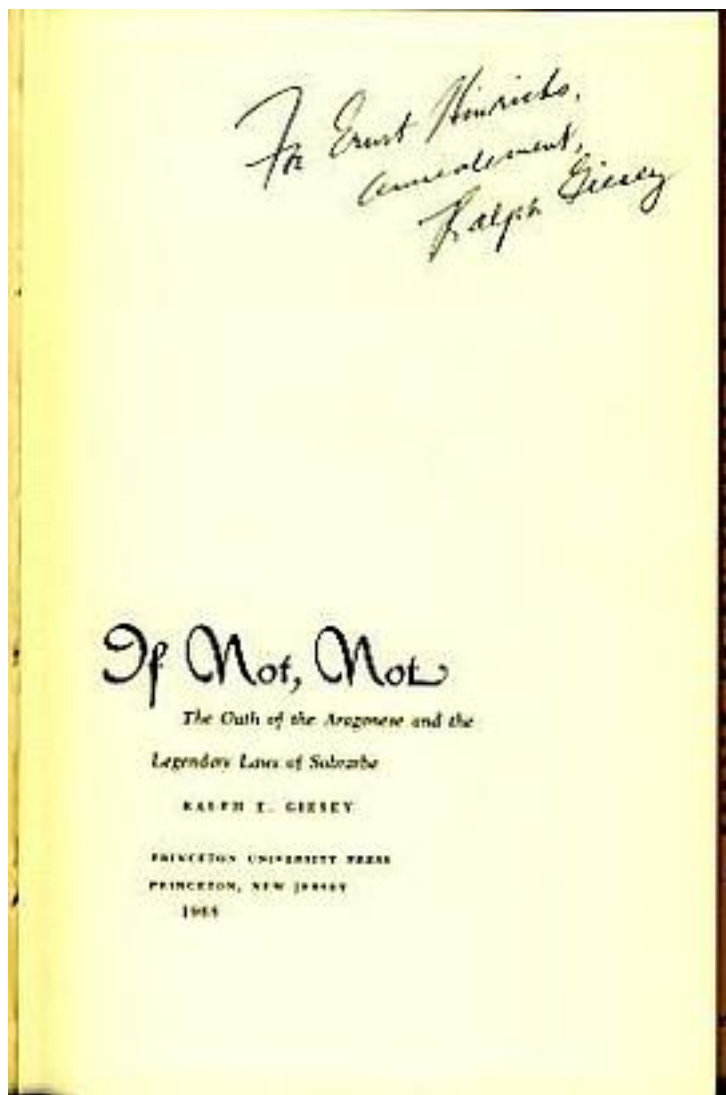 For Ernst Hinrichs,
amicalement,
Ralph Giesey
If Not, Not
The Oath of the Aragonese and the
Legendary Laws of Sobrarbe
RALPH E. GIESEY
PRINCETON UNIVERSITY PRESS
PRINCETON, NEW JERSEY
1968